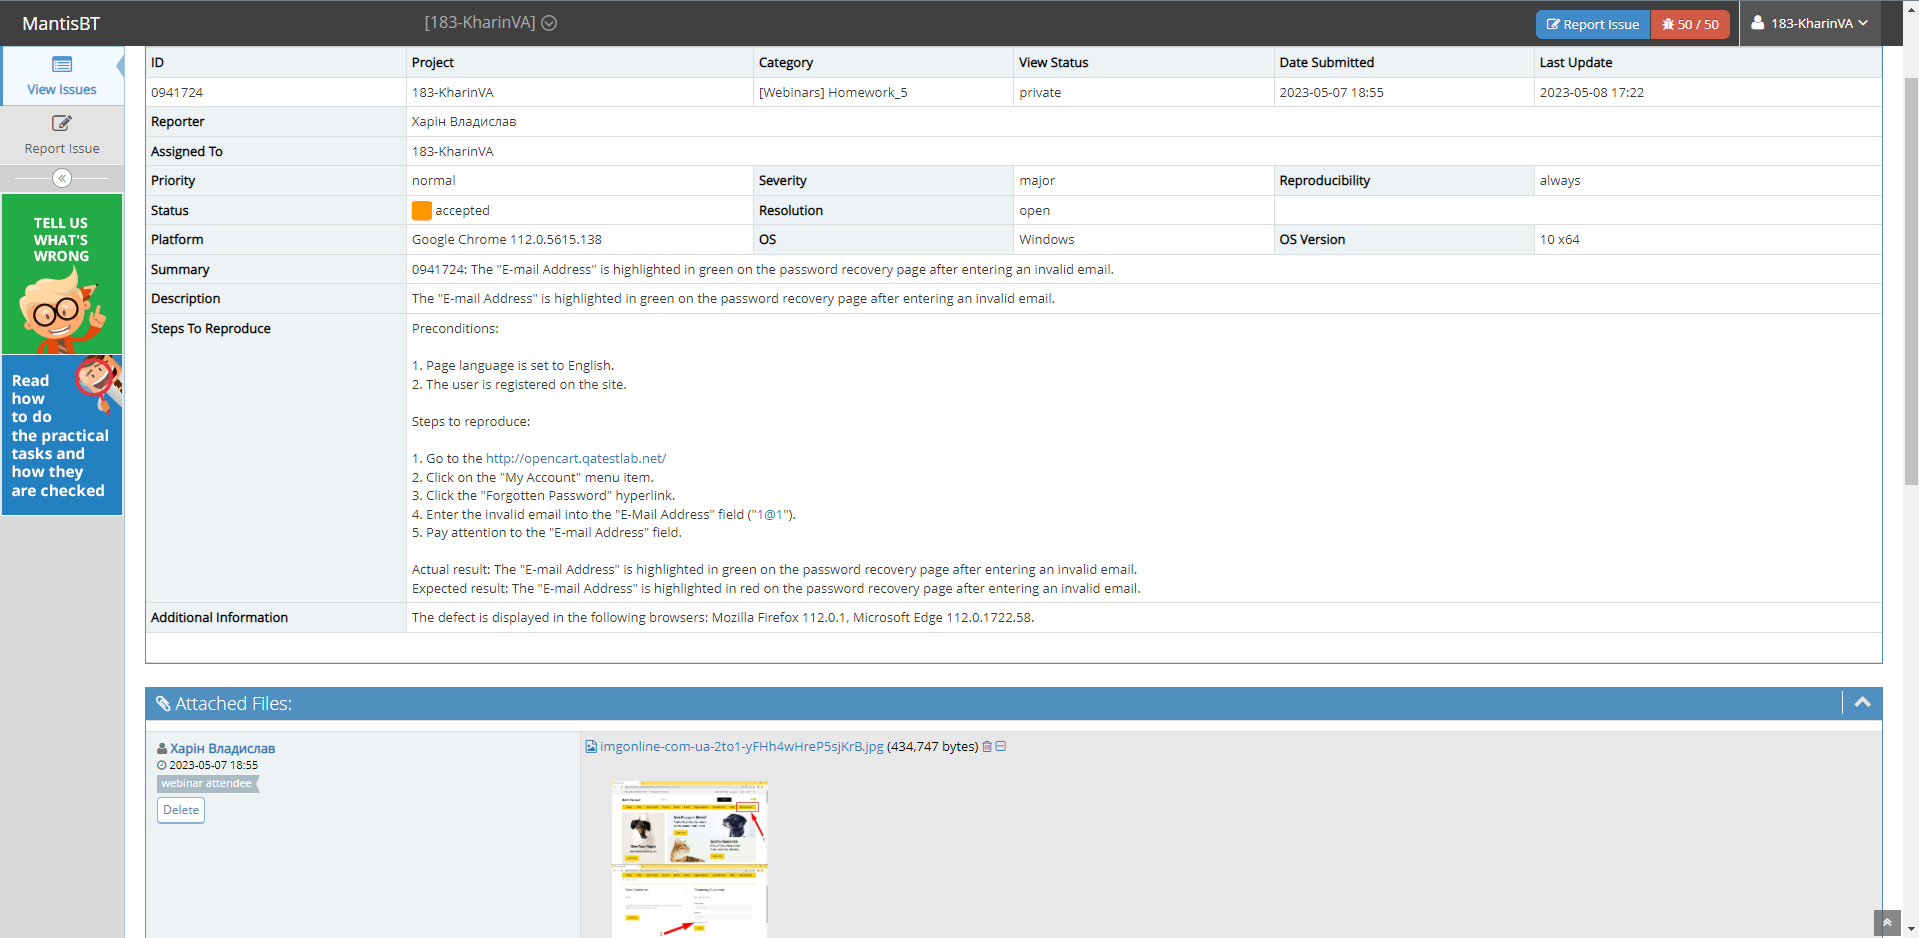 MantisBT
[183-KharinVA]
Report Issue
50 / 50
183-KharinVA
View Issues
Report Issue
TELL US
WHAT'S
WRONG
Read
how
to do
the practical
tasks and
how they
are checked
ID Project Category View Status Date Submitted Last Update
0941724 183-KharinVA [Webinars] Homework_5 private 2023-05-07 18:55 2023-05-08 17:22
Reporter Харін Владислав
Assigned To 183-KharinVA
Priority normal Severity major Reproducibility always
Status accepted Resolution open
Platform Google Chrome 112.0.5615.138 OS Windows OS Version 10 x64
Summary 0941724: The "E-mail Address" is highlighted in green on the password recovery page after entering an invalid email.
Description The "E-mail Address" is highlighted in green on the password recovery page after entering an invalid email.
Steps To Reproduce Preconditions:
1. Page language is set to English.
2. The user is registered on the site.
Steps to reproduce:
1. Go to the http://opencart.qatestlab.net/
2. Click on the "My Account" menu item.
3. Click the "Forgotten Password" hyperlink.
4. Enter the invalid email into the "E-Mail Address" field ("1@1").
5. Pay attention to the "E-mail Address" field.
Actual result: The "E-mail Address" is highlighted in green on the password recovery page after entering an invalid email.
Expected result: The "E-mail Address" is highlighted in red on the password recovery page after entering an invalid email.
Additional Information The defect is displayed in the following browsers: Mozilla Firefox 112.0.1, Microsoft Edge 112.0.1722.58.
Attached Files:
Харін Владислав
2023-05-07 18:55
webinar attendee
Delete
imgonline-com-ua-2to1-yFHh4wHreP5sjKrB.jpg (434,747 bytes)